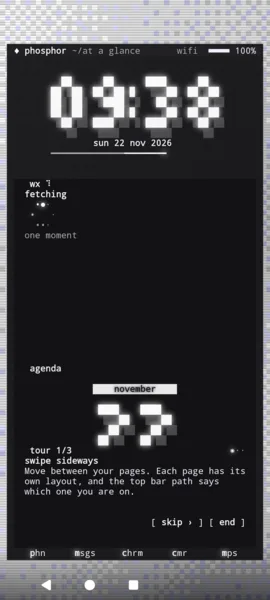 phosphor ~/at a glance wifi 100%
09:38
sun 22 nov 2026
wx
fetching
one moment
agenda
november
22
tour 1/3
swipe sideways
Move between your pages. Each page has its
own layout, and the top bar path says
which one you are on.
[ skip › ] [ end ]
phn msgs chrm cmr mps